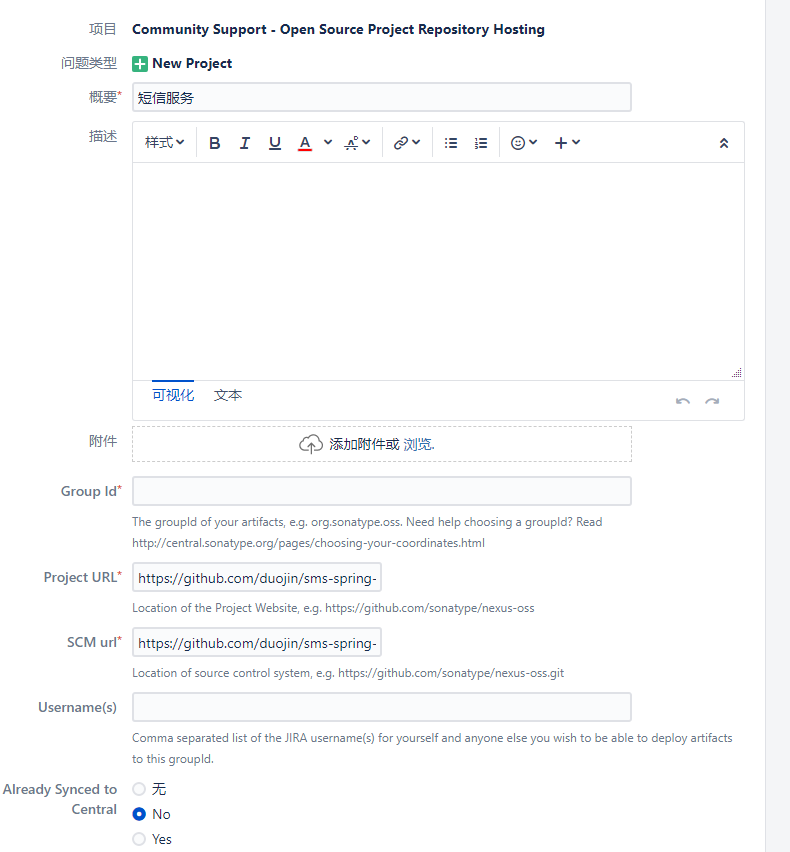 项目 Community Support - Open Source Project Repository Hosting
问题类型 New Project
概要* 短信服务
描述 样式 B I U A
可视化 文本
附件 添加附件或 浏览.
Group Id*
The groupId of your artifacts, e.g. org.sonatype.oss. Need help choosing a groupId? Read
http://central.sonatype.org/pages/choosing-your-coordinates.html
Project URL* https://github.com/duojin/sms-spring-
Location of the Project Website, e.g. https://github.com/sonatype/nexus-oss
SCM url* https://github.com/duojin/sms-spring-
Location of source control system, e.g. https://github.com/sonatype/nexus-oss.git
Username(s)
Comma separated list of the JIRA username(s) for yourself and anyone else you wish to be able to deploy artifacts
to this groupId.
Already Synced to 无
Central No
Yes